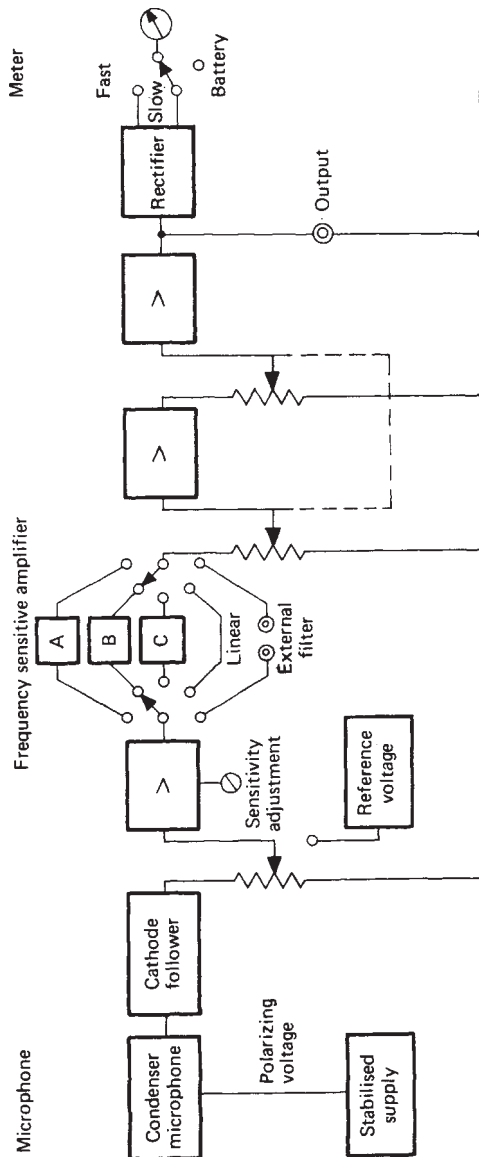 Microphone
Frequency sensitive amplifier
Meter
Condenser
microphone
Cathode
follower
>
A
B
C
>
>
Rectifier
Fast
Slow
Battery
Polarizing
voltage
Sensitivity
adjustment
Linear
External
filter
Output
Stabilised
supply
Reference
voltage